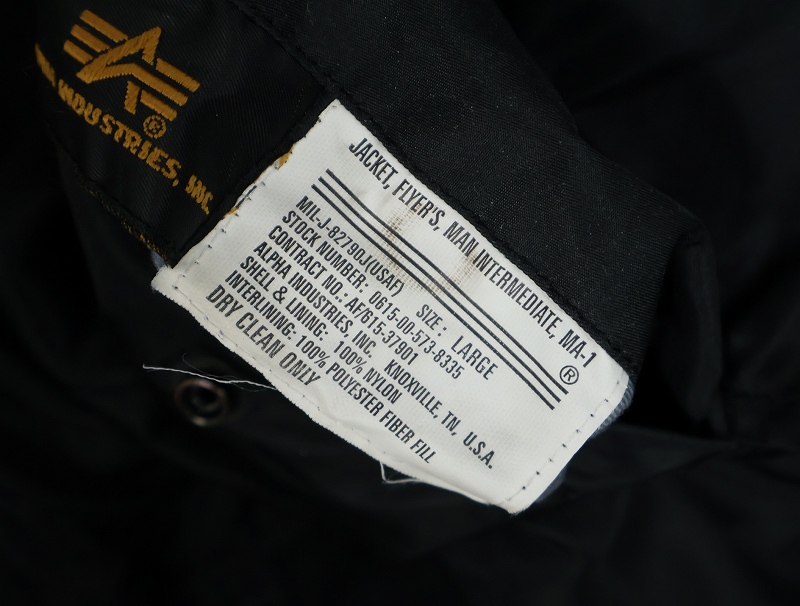 INDUSTRIES, INC
®
JACKET, FLYER'S, MAN INTERMEDIATE, MA-1
®
MIL-J-82790J(USAF) SIZE: LARGE
STOCK NUMBER: 0615-00-573-8335
CONTRACT NO.: AF/615-37901
ALPHA INDUSTRIES, INC. KNOXVILLE, TN, U.S.A.
SHELL & LINING: 100% NYLON
INTERLINING: 100% POLYESTER FIBER FILL
DRY CLEAN ONLY